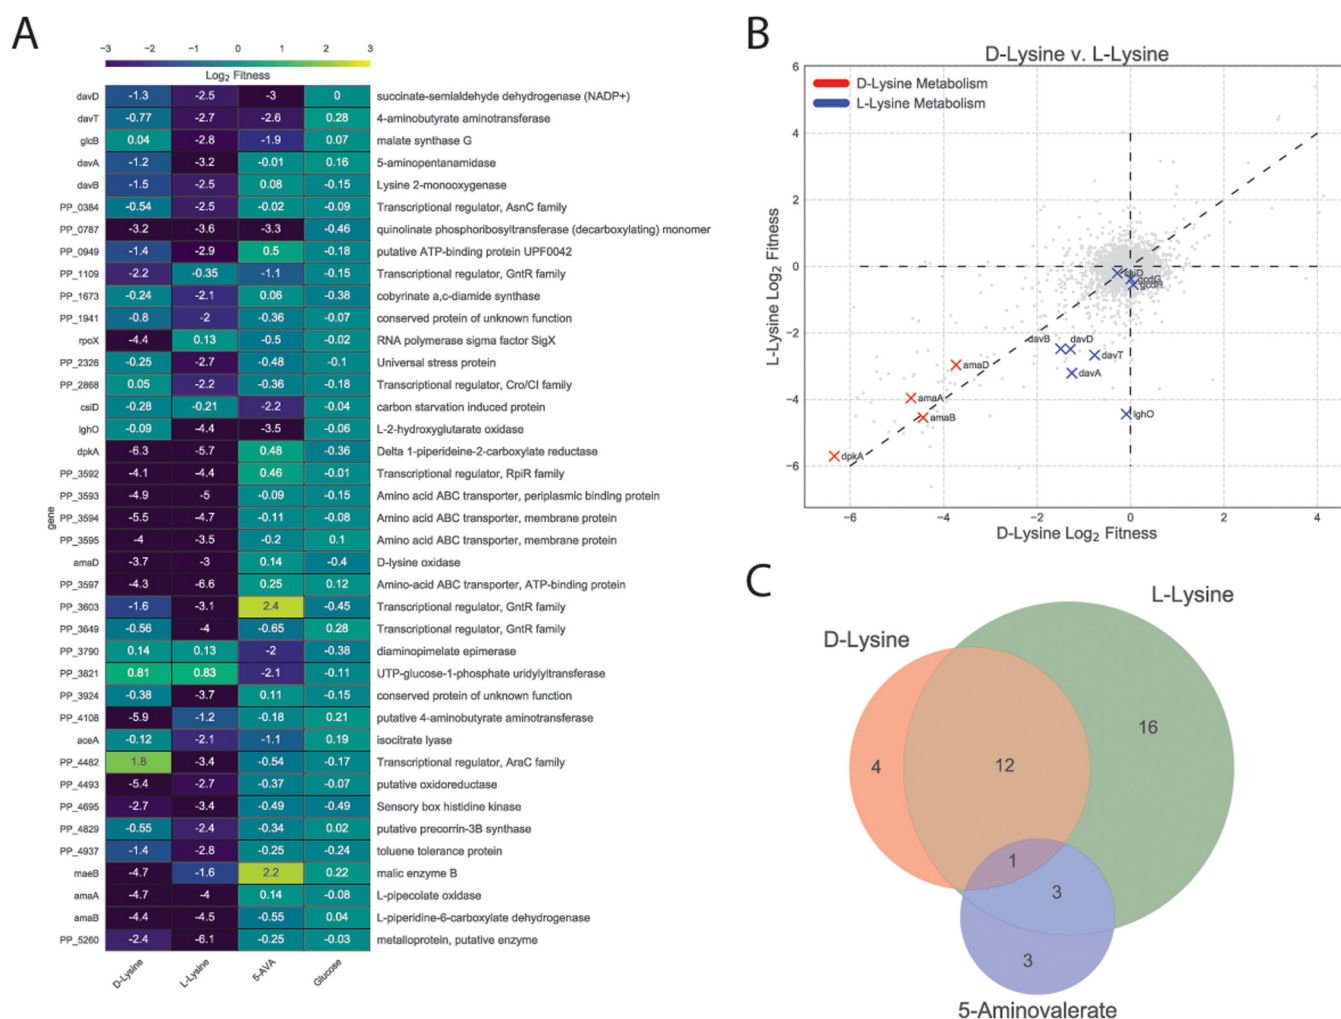 A
−3 −2 −1 0 1 2 3
Log2 Fitness
davD -1.3 -2.5 -3 0 succinate-semialdehyde dehydrogenase (NADP+)
davT -0.77 -2.7 -2.6 0.28 4-aminobutyrate aminotransferase
glcB 0.04 -2.8 -1.9 0.07 malate synthase G
davA -1.2 -3.2 -0.01 0.16 5-aminopentanamidase
davB -1.5 -2.5 0.08 -0.15 Lysine 2-monooxygenase
PP_0384 -0.54 -2.5 -0.02 -0.09 Transcriptional regulator, AsnC family
PP_0787 -3.2 -3.6 -3.3 -0.46 quinolinate phosphoribosyltransferase (decarboxylating) monomer
PP_0949 -1.4 -2.9 0.5 -0.18 putative ATP-binding protein UPF0042
PP_1109 -2.2 -0.35 -1.1 -0.15 Transcriptional regulator, GntR family
PP_1673 -0.24 -2.1 0.06 -0.38 cobyrinate a,c-diamide synthase
PP_1941 -0.8 -2 -0.36 -0.07 conserved protein of unknown function
rpoX -4.4 0.13 -0.5 -0.02 RNA polymerase sigma factor SigX
PP_2328 -0.25 -2.7 -0.48 -0.1 Universal stress protein
PP_2868 0.05 -2.2 -0.36 -0.18 Transcriptional regulator, Cro/CI family
csiD -0.28 -0.21 -2.2 -0.04 carbon starvation induced protein
lghO -0.09 -4.4 -3.5 -0.06 L-2-hydroxyglutarate oxidase
dpkA -6.3 -5.7 0.48 -0.36 Delta 1-piperideine-2-carboxylate reductase
PP_3592 -4.1 -4.4 0.46 -0.01 Transcriptional regulator, RpiR family
PP_3593 -4.9 -5 -0.09 -0.15 Amino acid ABC transporter, periplasmic binding protein
PP_3594 -5.5 -4.7 -0.11 -0.08 Amino acid ABC transporter, membrane protein
PP_3595 -4 -3.5 -0.2 0.1 Amino acid ABC transporter, membrane protein
amaD -3.7 -3 0.14 -0.4 D-lysine oxidase
PP_3597 -4.3 -6.6 0.25 0.12 Amino-acid ABC transporter, ATP-binding protein
PP_3603 -1.6 -3.1 2.4 -0.45 Transcriptional regulator, GntR family
PP_3649 -0.56 -4 -0.65 0.28 Transcriptional regulator, GntR family
PP_3790 0.14 0.13 -2 -0.38 diaminopimelate epimerase
PP_3821 0.81 0.83 -2.1 -0.11 UTP-glucose-1-phosphate uridylyltransferase
PP_3924 -0.38 -3.7 0.11 -0.15 conserved protein of unknown function
PP_4108 -5.9 -1.2 -0.18 0.21 putative 4-aminobutyrate aminotransferase
aceA -0.12 -2.1 -1.1 0.19 isocitrate lyase
PP_4482 1.8 -3.4 -0.54 -0.17 Transcriptional regulator, AraC family
PP_4493 -5.4 -2.7 -0.37 -0.07 putative oxidoreductase
PP_4695 -2.7 -3.4 -0.49 -0.49 Sensory box histidine kinase
PP_4829 -0.55 -2.4 -0.34 0.02 putative precorrin-3B synthase
PP_4937 -1.4 -2.8 -0.25 -0.24 toluene tolerance protein
maeB -4.7 -1.6 2.2 0.22 malic enzyme B
amaA -4.7 -4 0.14 -0.08 L-pipecolate oxidase
amaB -4.4 -4.5 -0.55 0.04 L-piperidine-6-carboxylate dehydrogenase
PP_5260 -2.4 -6.1 -0.25 -0.03 metalloprotein, putative enzyme
gene
D-Lysine L-Lysine 5-AVA Glucose
B
D-Lysine v. L-Lysine
D-Lysine Metabolism
L-Lysine Metabolism
6
4
2
0
−2
−4
−6
L-Lysine Log2 Fitness
gcdG
davB davD
davT
davA
amaD
amaA
amaB
lghO
dpkA
−6 −4 −2 0 2 4
D-Lysine Log2 Fitness
C
L-Lysine
D-Lysine
16
4
12
1
3
3
5-Aminovalerate